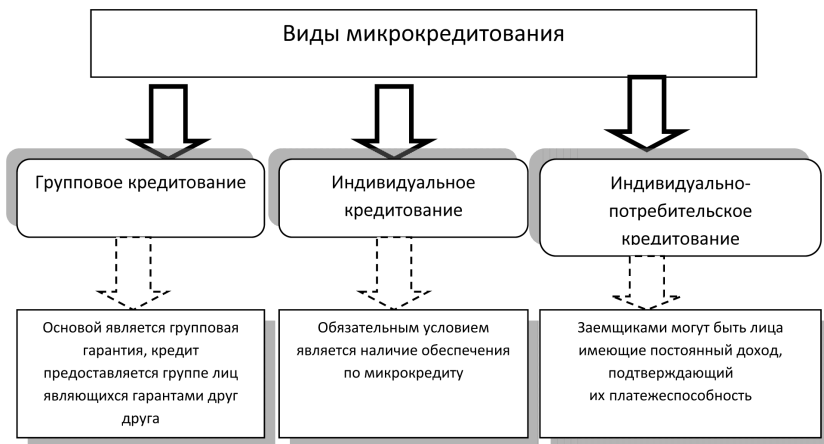 Виды микрокредитования
Групповое кредитование
Индивидуальное
кредитование
Индивидуально-
потребительское
кредитование
Основой является групповая
гарантия, кредит
предоставляется группе лиц
являющихся гарантами друг
друга
Обязательным условием
является наличие обеспечения
по микрокредиту
Заемщиками могут быть лица
имеющие постоянный доход,
подтверждающий
их платежеспособность